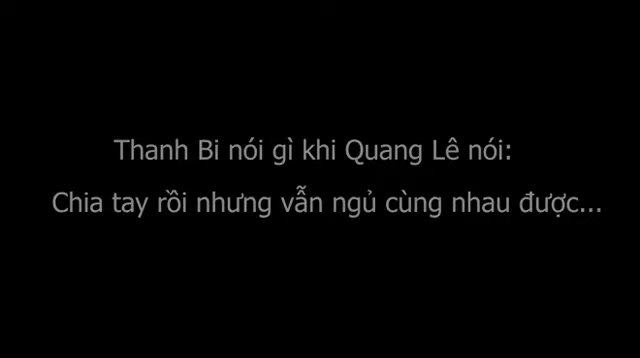 Thanh Bi nói gì khi Quang Lê nói:
Chia tay rồi nhưng vẫn ngủ cùng nhau được...